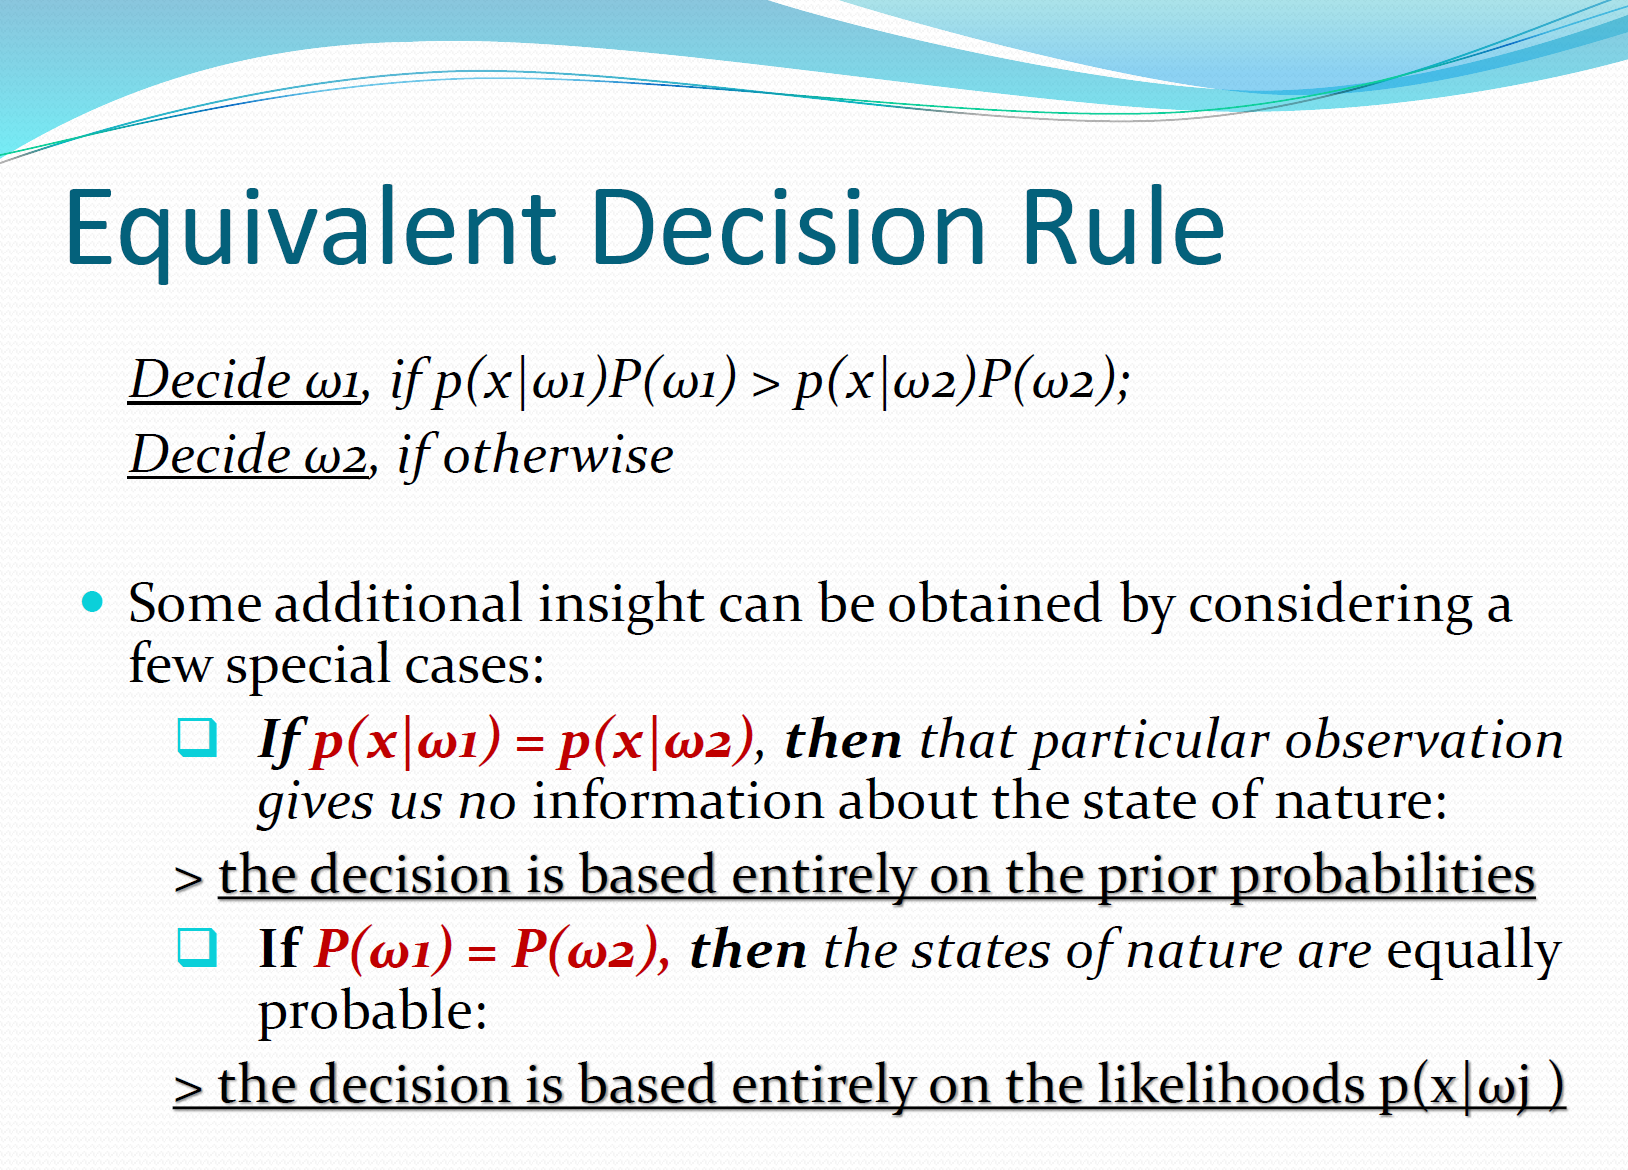 Equivalent Decision Rule
Decide ω1, if p(x|ω1)P(ω1) > p(x|ω2)P(ω2);
Decide ω2, if otherwise
• Some additional insight can be obtained by considering a
few special cases:
❑ If p(x|ω1) = p(x|ω2), then that particular observation
gives us no information about the state of nature:
> the decision is based entirely on the prior probabilities
❑ If P(ω1) = P(ω2), then the states of nature are equally
probable:
> the decision is based entirely on the likelihoods p(x|ωj )